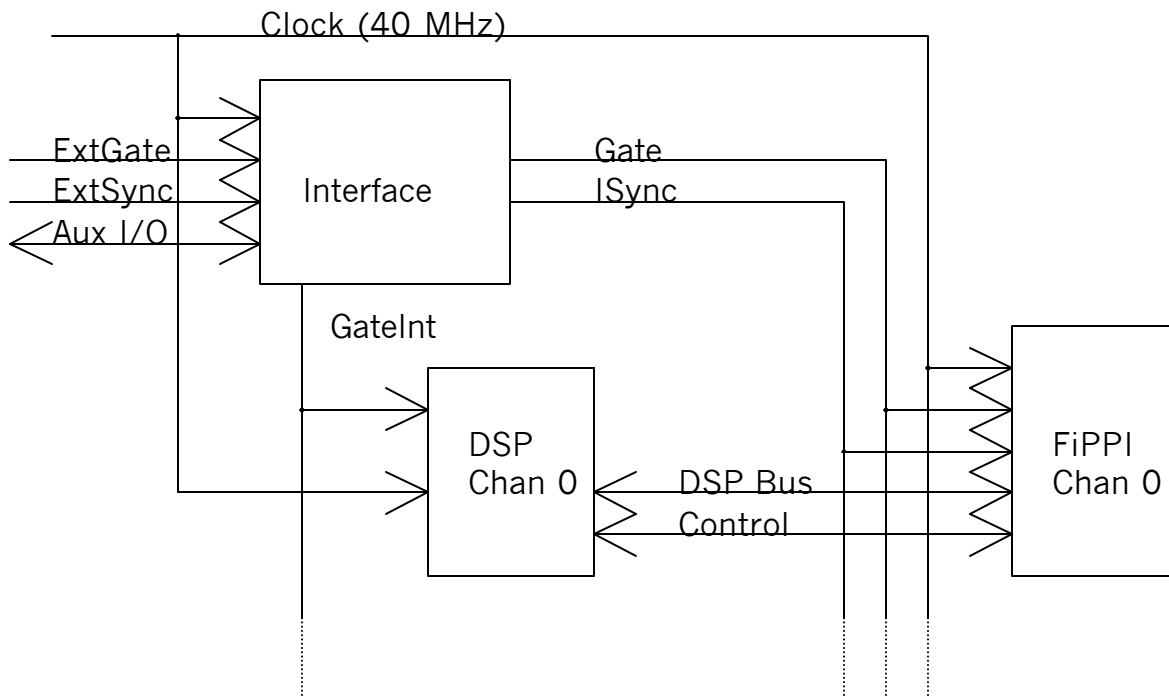 Clock (40 MHz)
ExtGate
Gate
ExtSync
Interface
ISync
Aux I/O
GateInt
DSP
Chan 0
FiPPI
Chan 0
DSP Bus
Control